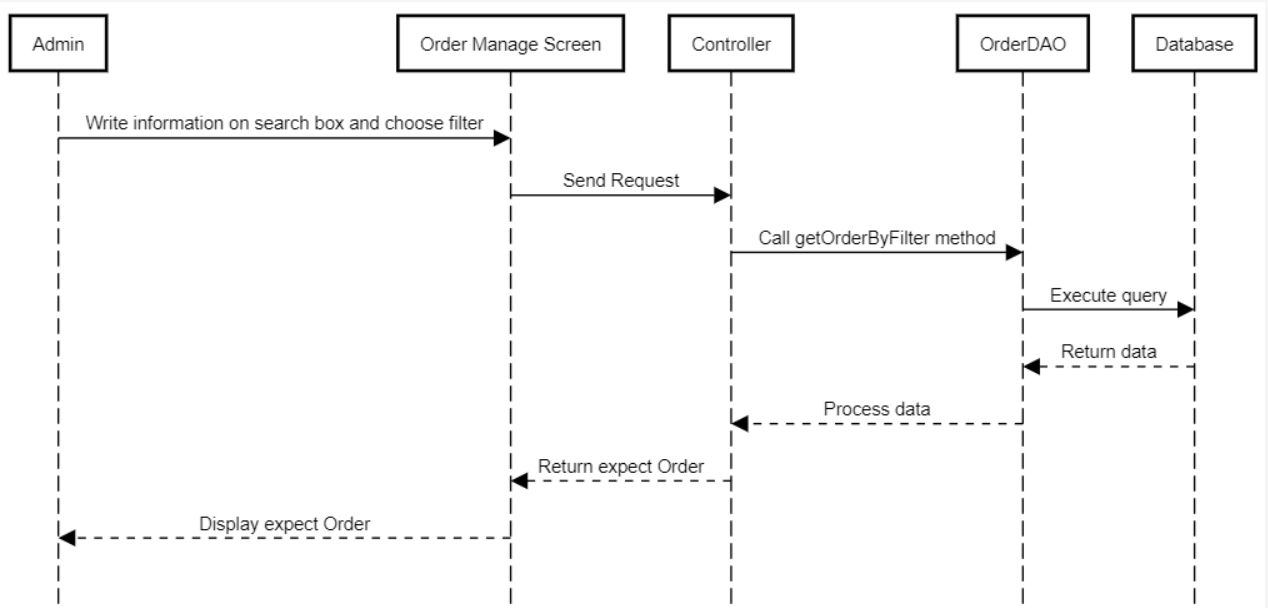 Admin
Order Manage Screen
Controller
OrderDAO
Database
Write information on search box and choose filter
Send Request
Call getOrderByFilter method
Execute query
Return data
Process data
Return expect Order
Display expect Order